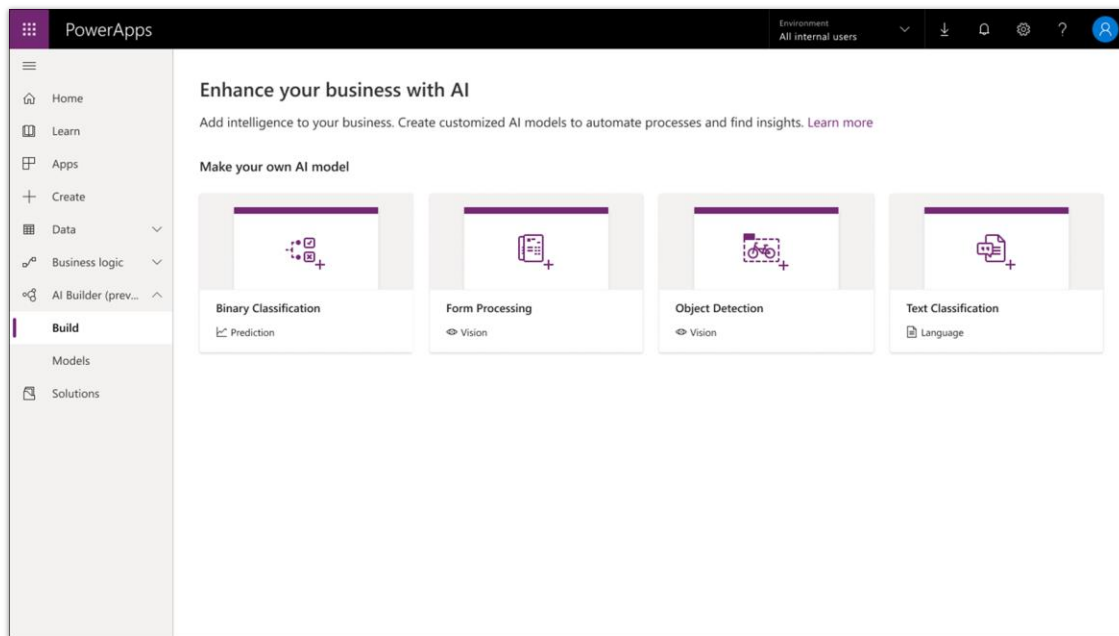 PowerApps
Environment
All internal users
?
Home
Learn
Apps
Create
Data
Business logic
AI Builder (prev...
Build
Models
Solutions
Enhance your business with AI
Add intelligence to your business. Create customized AI models to automate processes and find insights. Learn more
Make your own AI model
Binary Classification
Prediction
Form Processing
Vision
Object Detection
Vision
Text Classification
Language